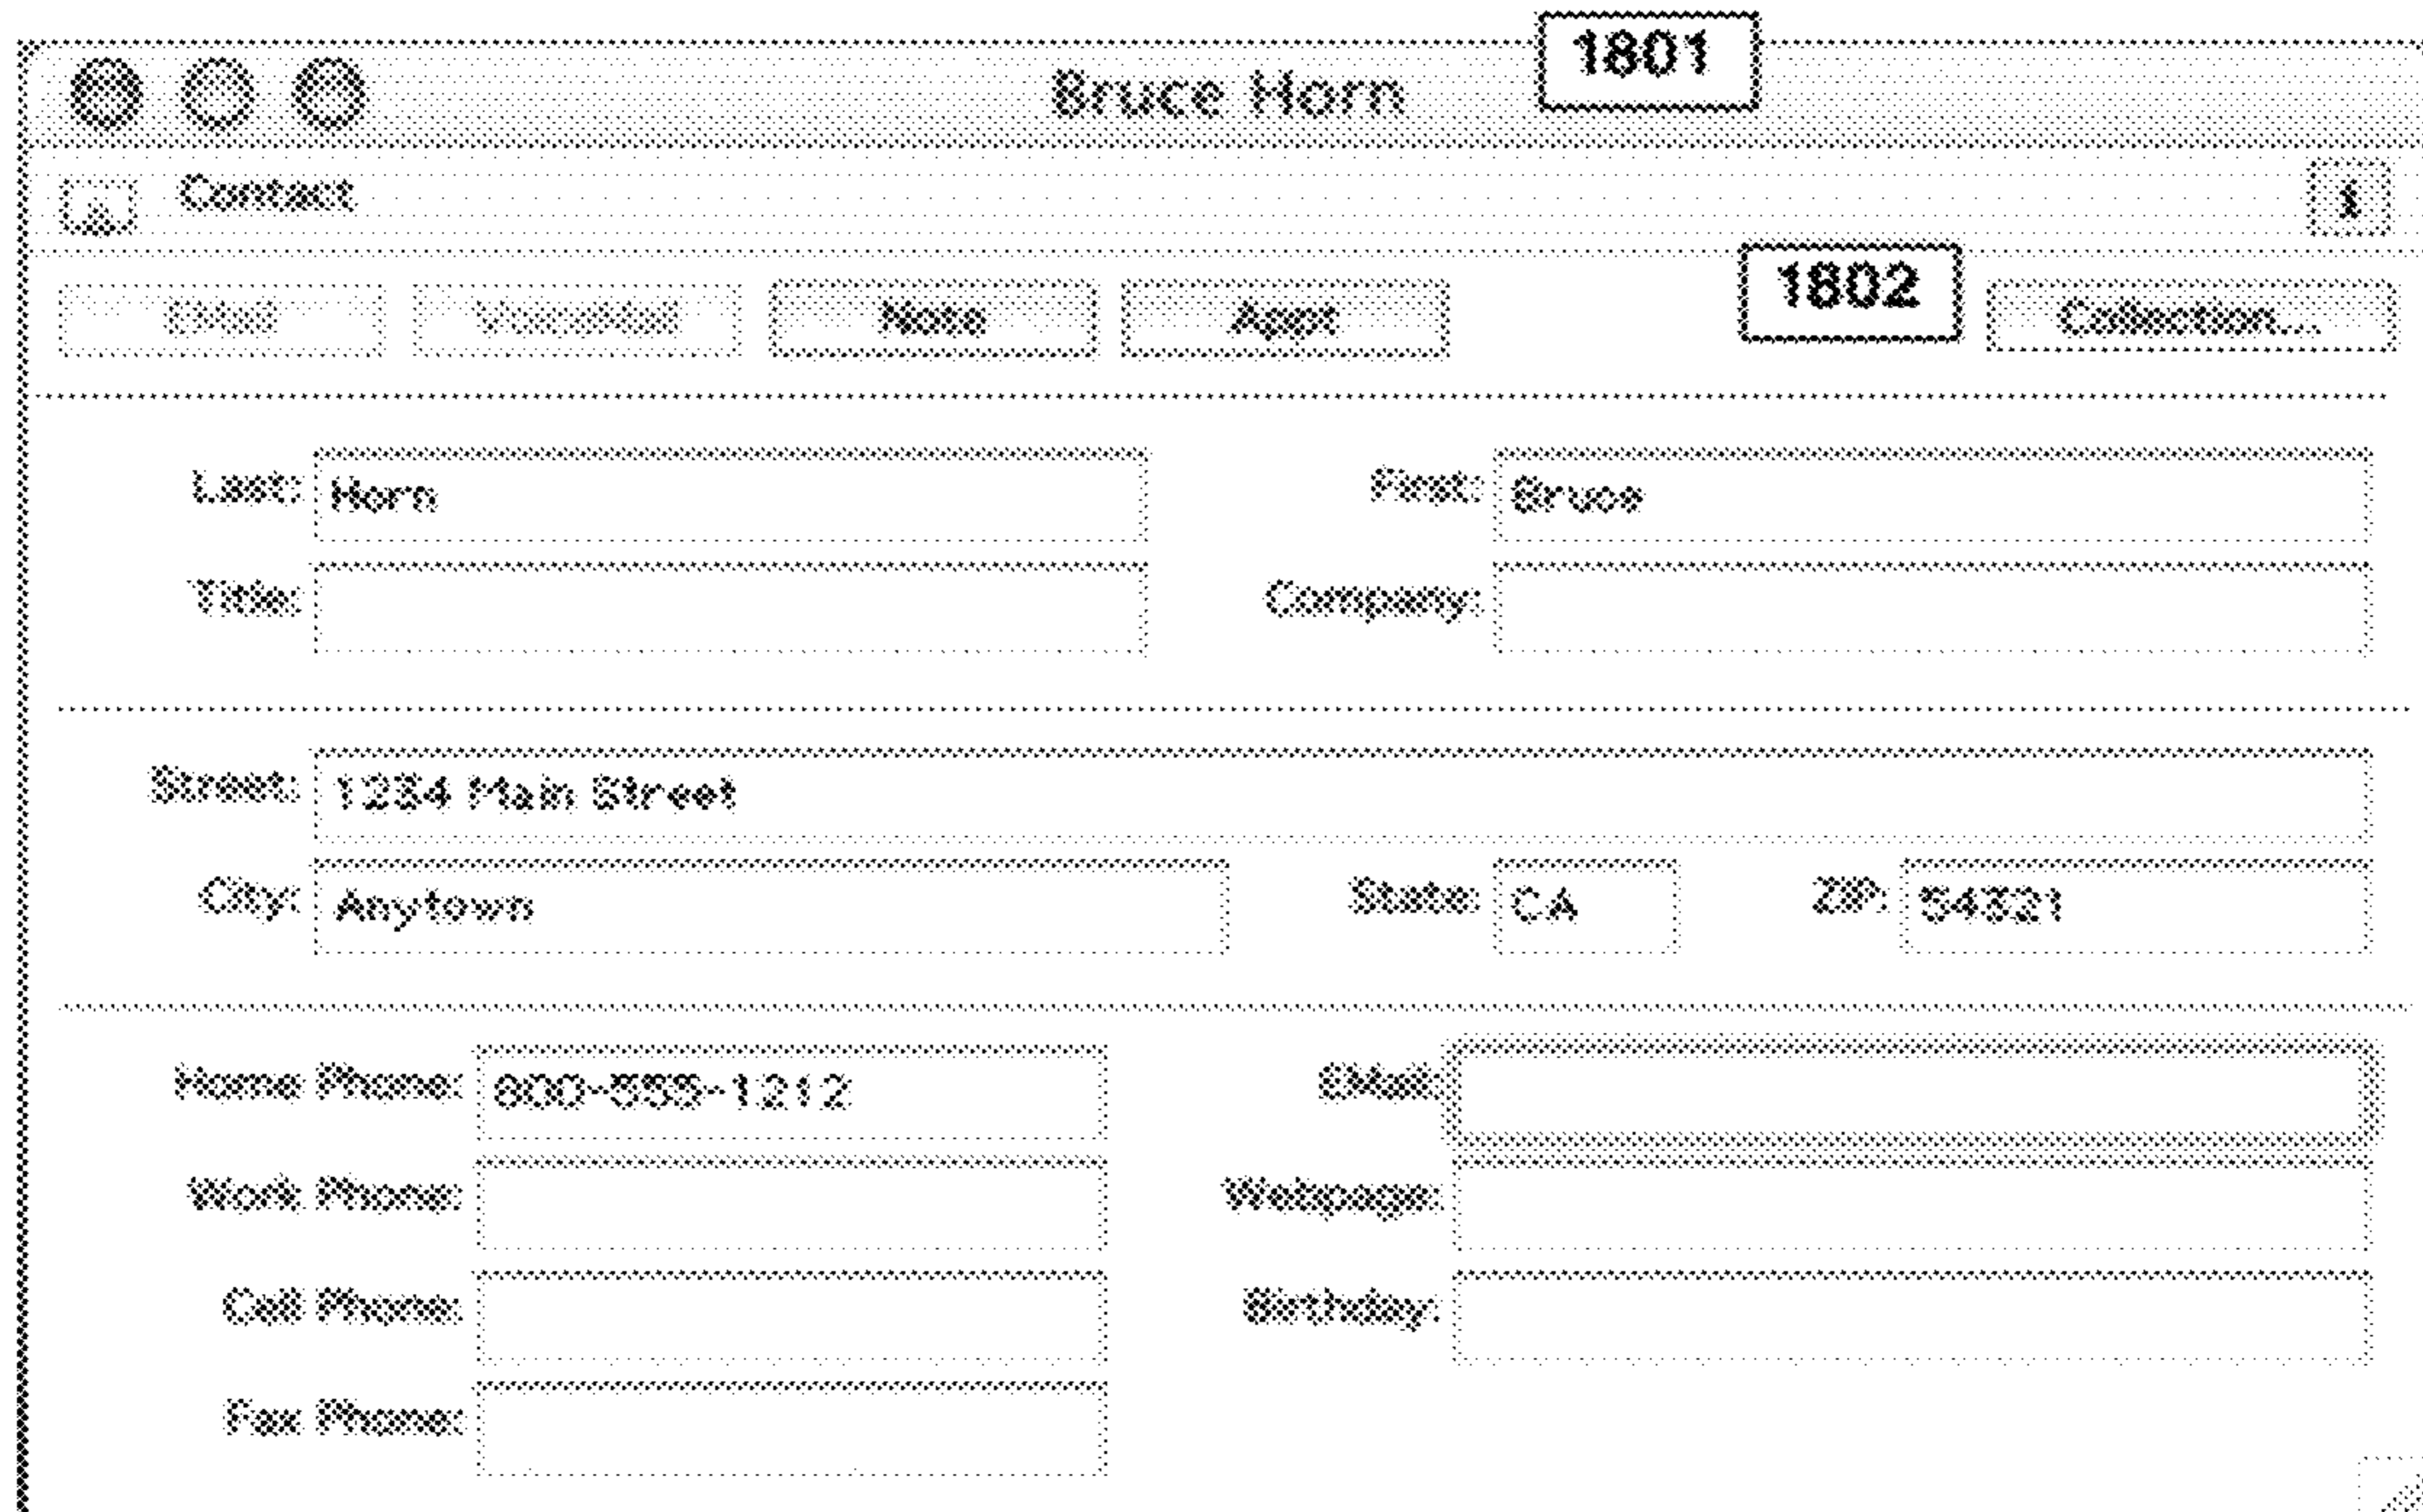 1801
Bruce Horn
Contact
i
1802
EMail VoiceMail Note Appt Collection...
Last: Horn First: Bruce
Title: Company:
Street: 1234 Main Street
City: Anytown State: CA ZIP: 54321
Home Phone: 800-555-1212 EMail:
Work Phone: Webpage:
Cell Phone: Birthday:
Fax Phone: